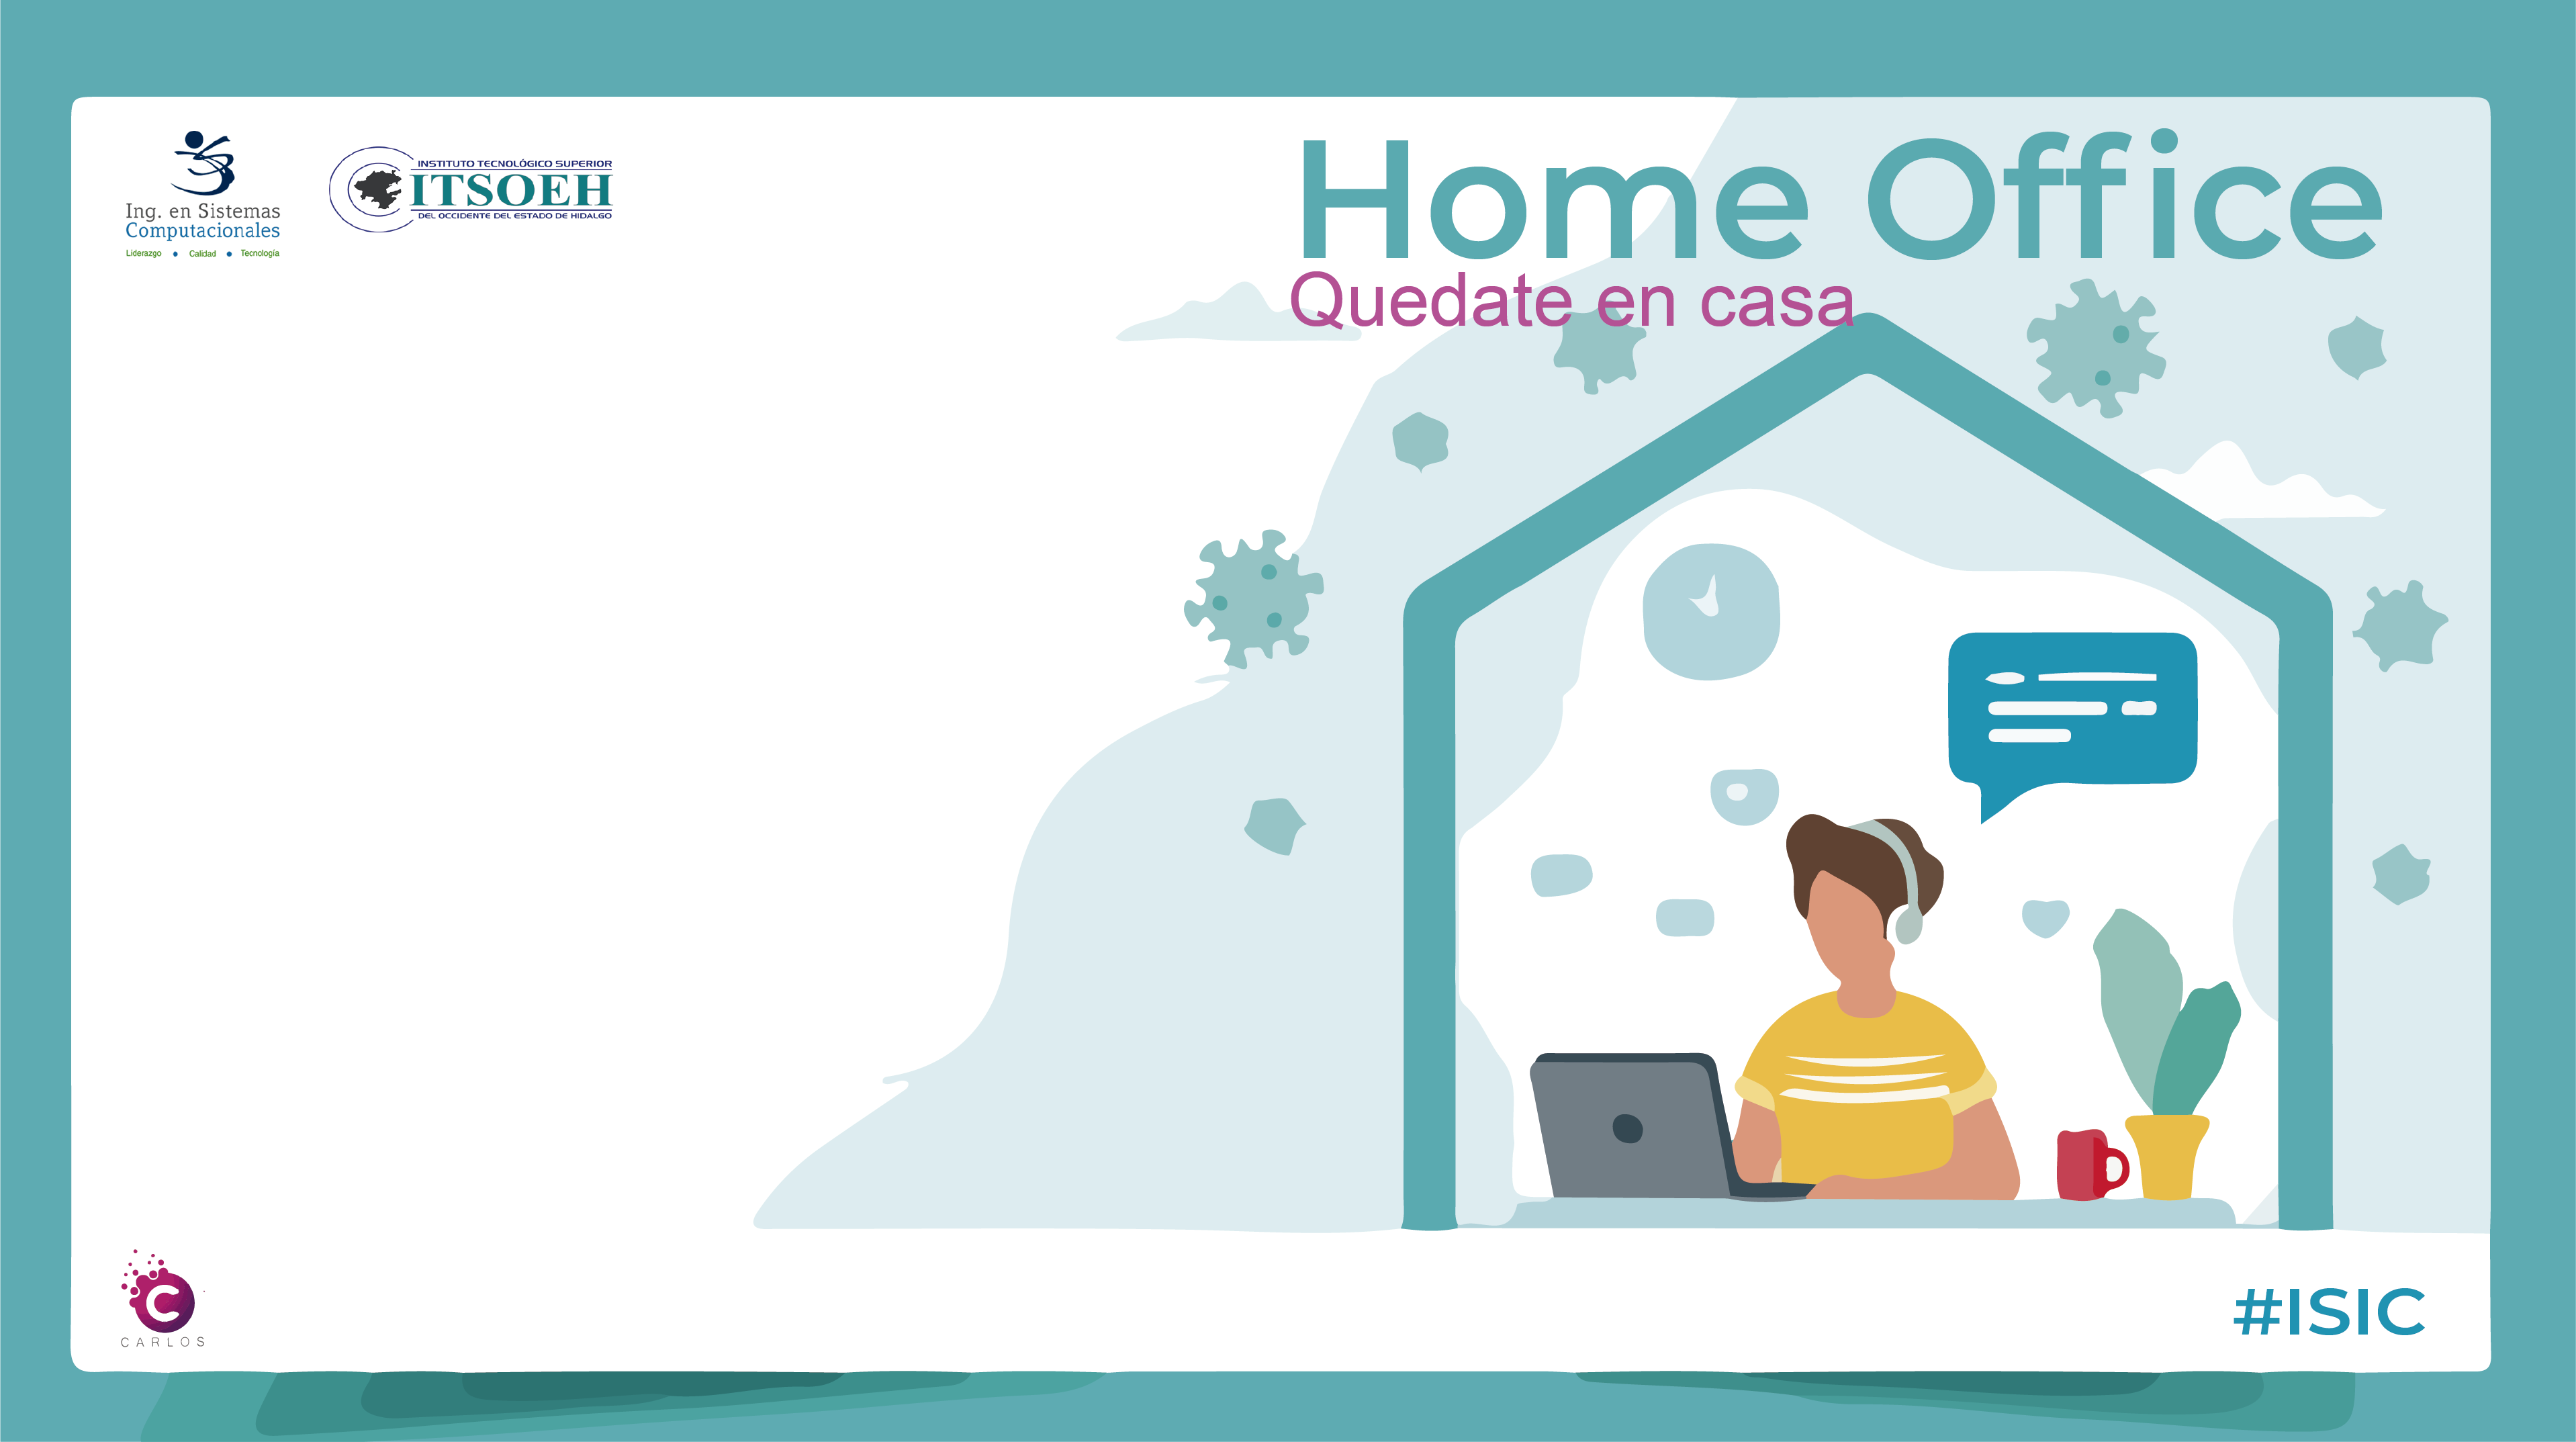 Ing. en Sistemas
Computacionales
Liderazgo • Calidad • Tecnología
INSTITUTO TECNOLÓGICO SUPERIOR
ITSOEH
DEL OCCIDENTE DEL ESTADO DE HIDALGO
Home Office
Quedate en casa
C
CARLOS
#ISIC